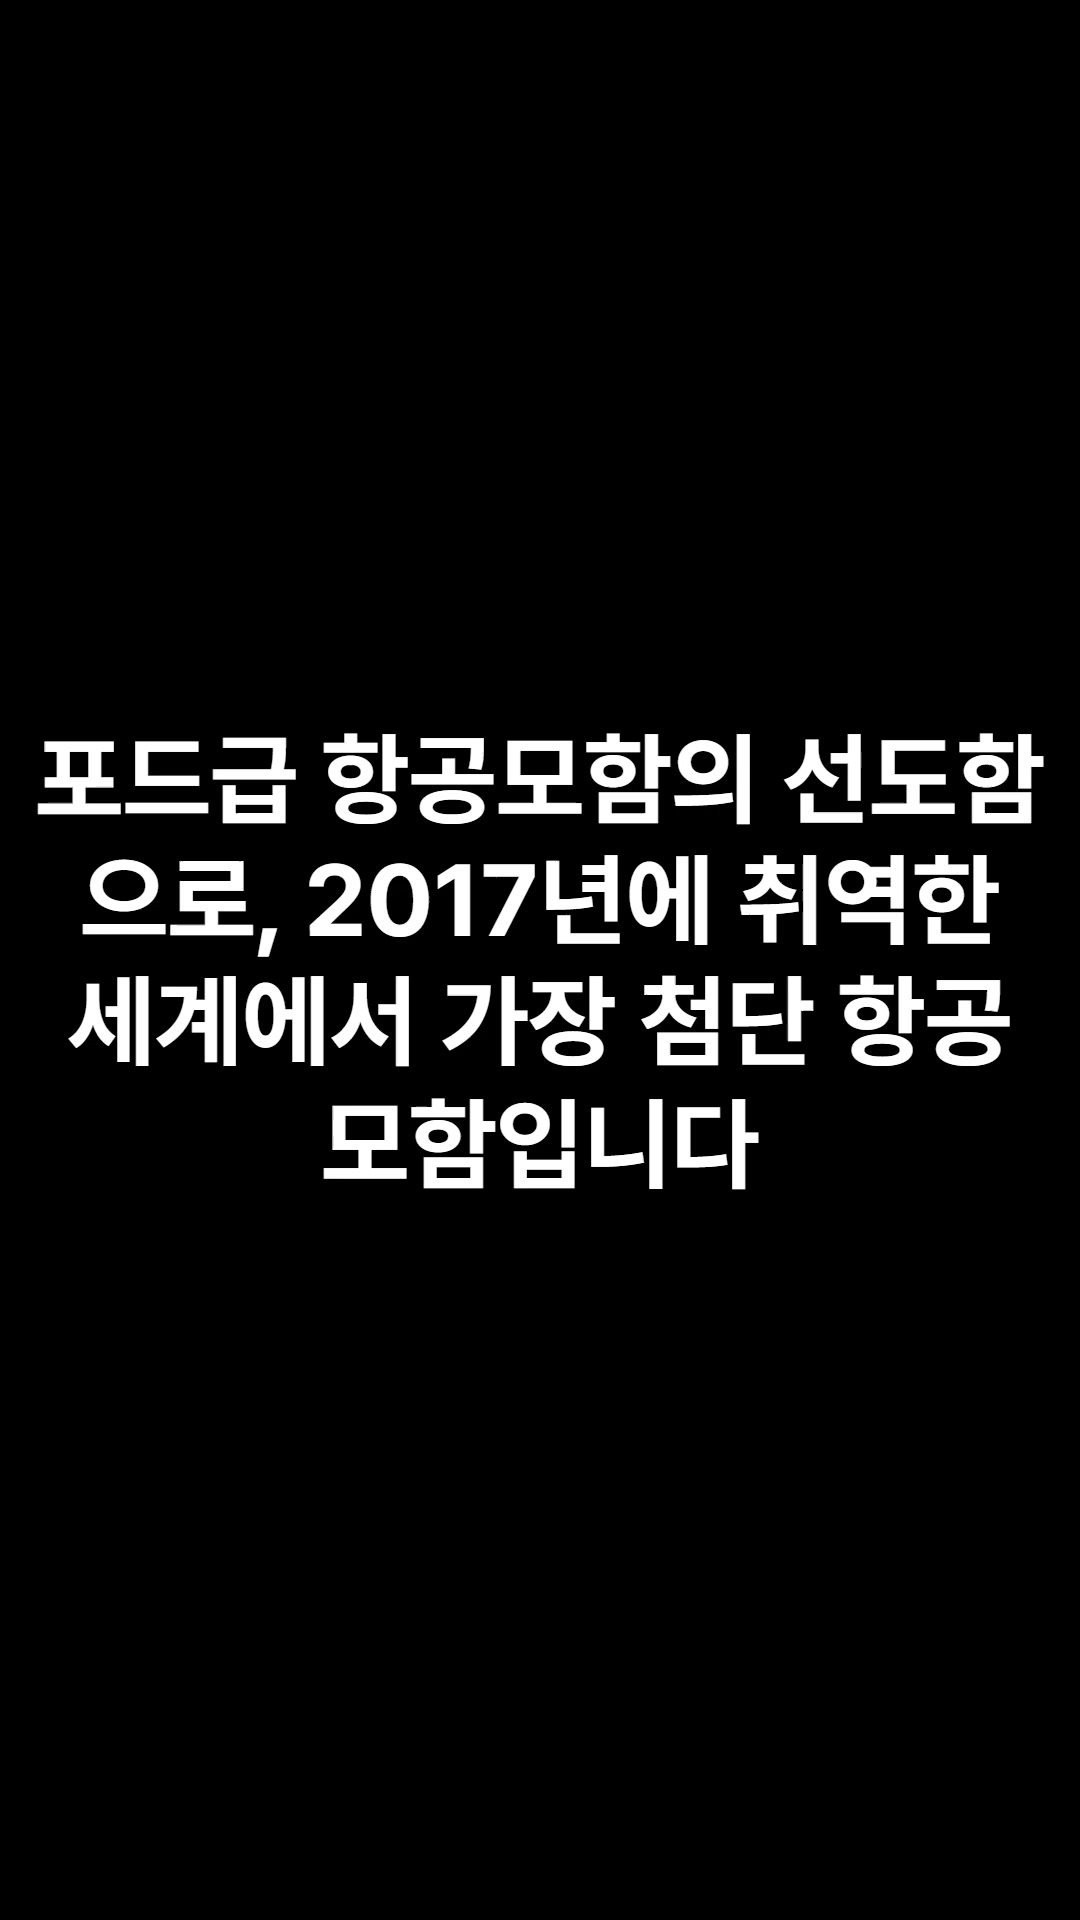 포드급 항공모함의 선도함
으로, 2017년에 취역한
세계에서 가장 첨단 항공
모함입니다